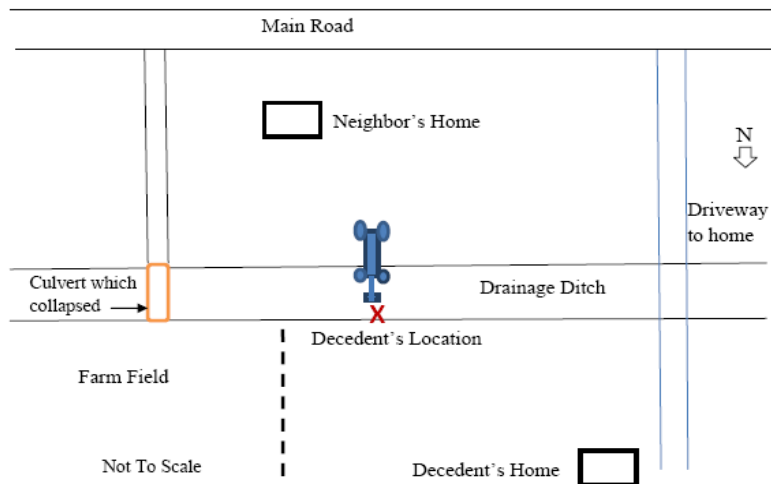 Main Road
Neighbor's Home
N
Driveway
to home
Culvert which
collapsed
Drainage Ditch
X
Decedent's Location
Farm Field
Not To Scale
Decedent's Home